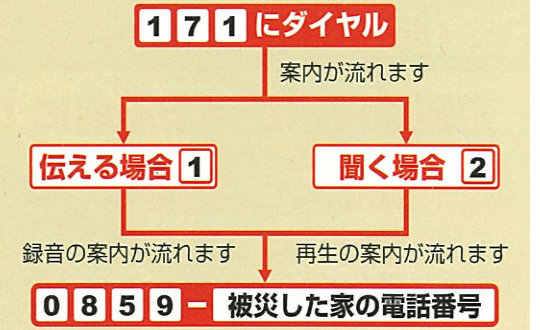 171にダイヤル
案内が流れます
伝える場合 1
聞く場合 2
録音の案内が流れます
再生の案内が流れます
0859－被災した家の電話番号